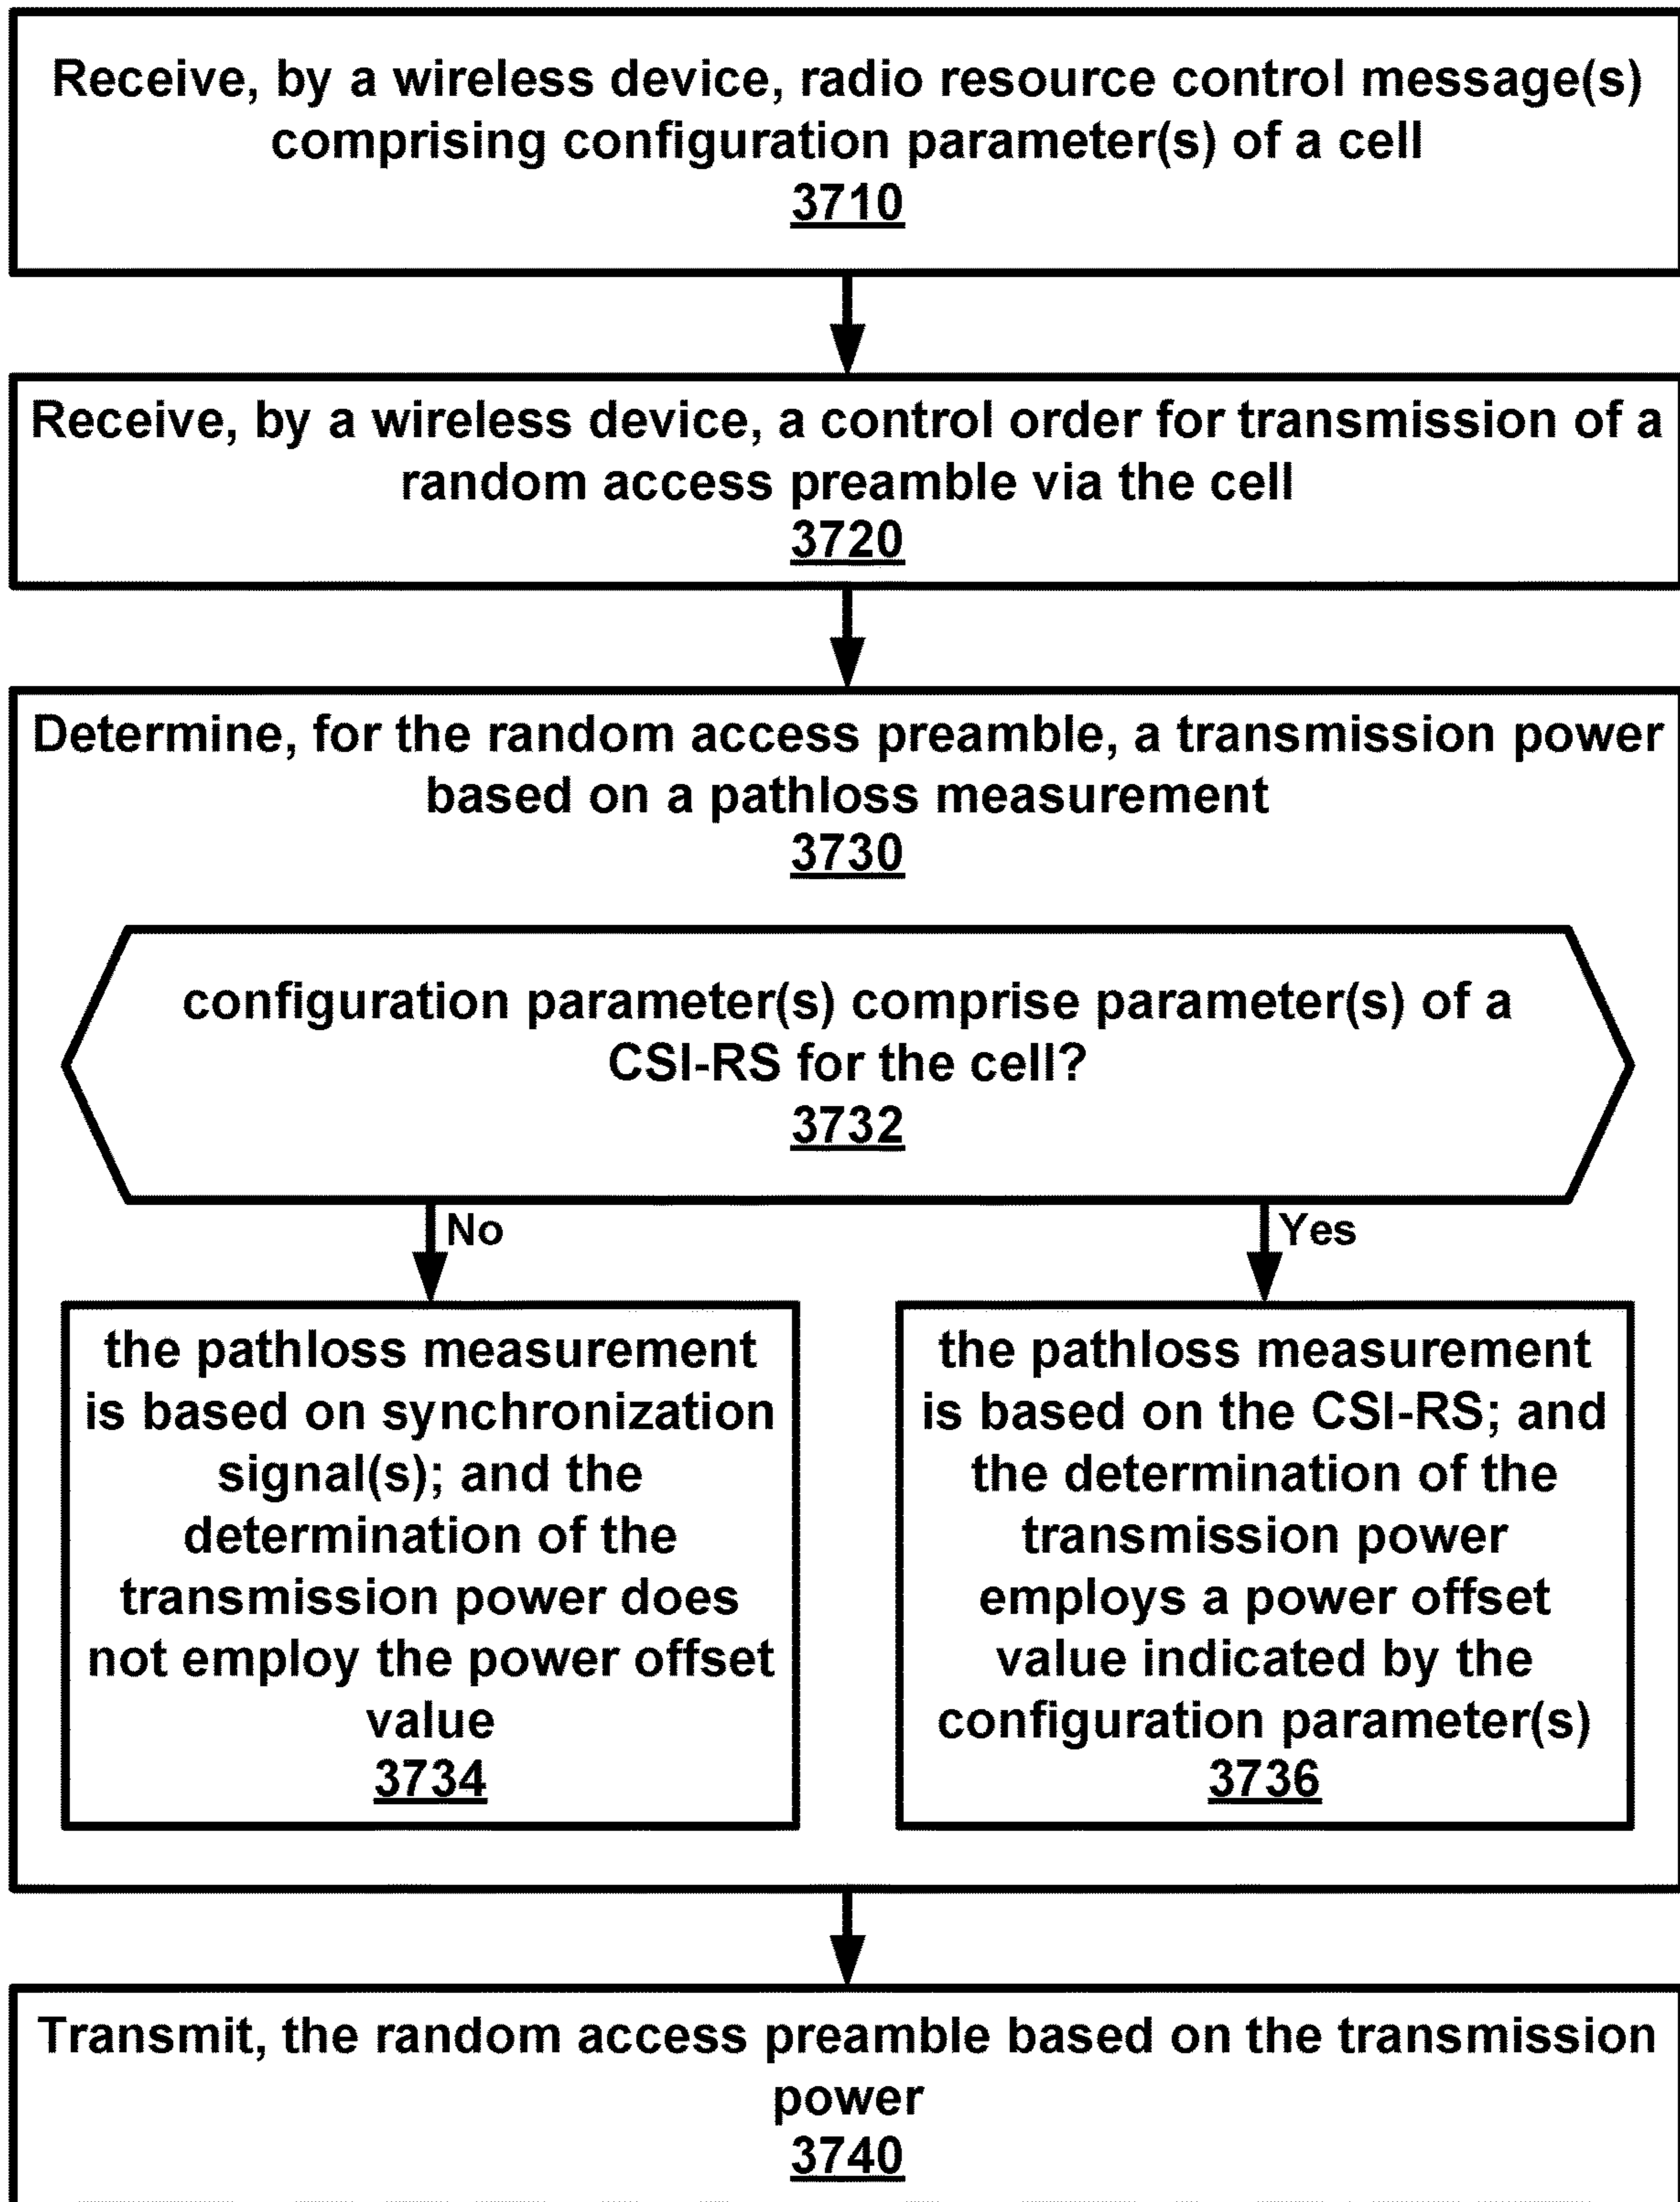 Receive, by a wireless device, radio resource control message(s)
comprising configuration parameter(s) of a cell
3710
Receive, by a wireless device, a control order for transmission of a
random access preamble via the cell
3720
Determine, for the random access preamble, a transmission power
based on a pathloss measurement
3730
configuration parameter(s) comprise parameter(s) of a
CSI-RS for the cell?
3732
No
Yes
the pathloss measurement
is based on synchronization
signal(s); and the
determination of the
transmission power does
not employ the power offset
value
3734
the pathloss measurement
is based on the CSI-RS; and
the determination of the
transmission power
employs a power offset
value indicated by the
configuration parameter(s)
3736
Transmit, the random access preamble based on the transmission
power
3740